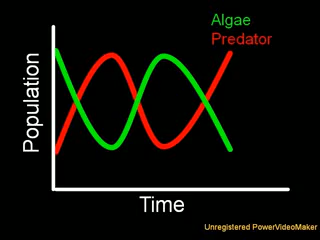 Algae
Predator
Population
Time
Unregistered PowerVideoMaker